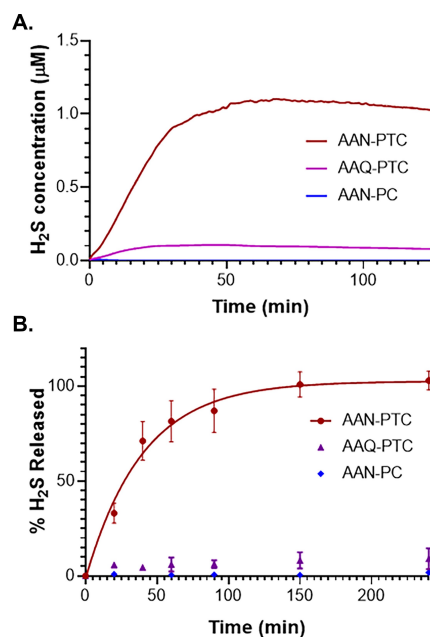 A.
H₂S concentration (μM)
1.5
1.0
0.5
0.0
0
50
100
Time (min)
AAN-PTC
AAQ-PTC
AAN-PC
B.
% H₂S Released
100
50
0
0
50
100
150
200
Time (min)
AAN-PTC
AAQ-PTC
AAN-PC